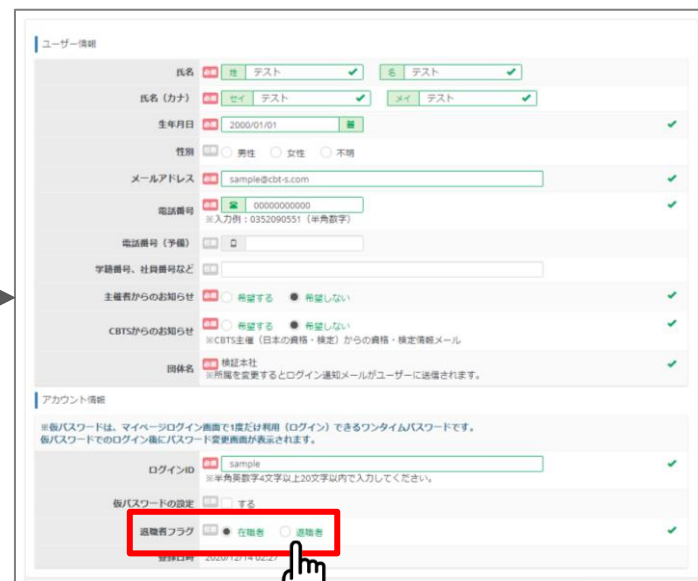 ユーザー情報
氏名 必須 姓 テスト 名 テスト
氏名（カナ） 必須 セイ テスト メイ テスト
生年月日 必須 2000/01/01
性別 任意 男性 女性 不明
メールアドレス 必須 sample@cbt-s.com
電話番号 必須 00000000000
※入力例：0352090551（半角数字）
電話番号（予備） 任意
学籍番号、社員番号など 任意
主催者からのお知らせ 必須 希望する 希望しない
CBTSからのお知らせ 必須 希望する 希望しない
※CBTS主催（日本の資格・検定）からの資格・検定情報メール
団体名 必須 検証本社
※所属を変更するとログイン通知メールがユーザーに送信されます。
アカウント情報
※仮パスワードは、マイページログイン画面で1度だけ利用（ログイン）できるワンタイムパスワードです。
仮パスワードでのログイン後にパスワード変更画面が表示されます。
ログインID 必須 sample
※半角英数字4文字以上20文字以内で入力してください。
仮パスワードの設定 任意 する
退職者フラグ 任意 在職者 退職者
登録日時 2020/12/14 02:27